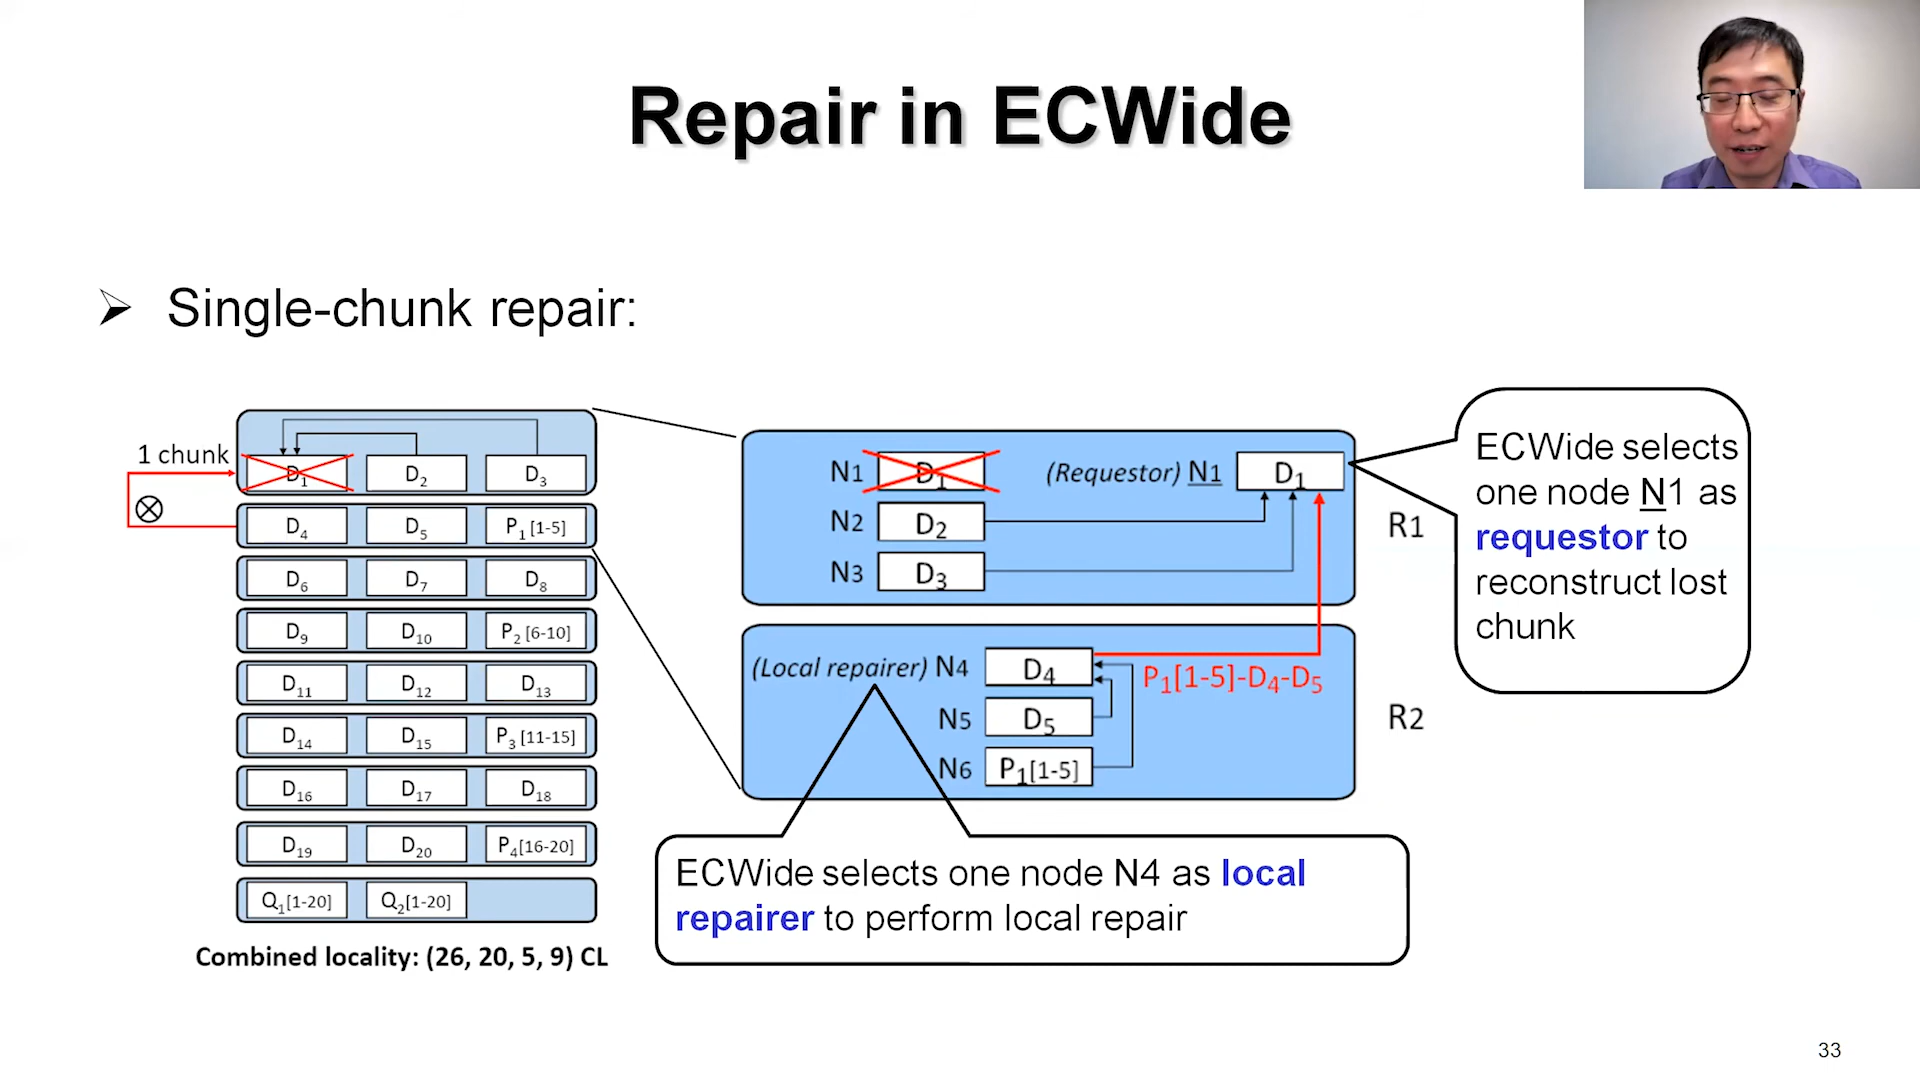 Repair in ECWide
➢ Single-chunk repair:
1 chunk
D1 D2 D3
D4 D5 P1 [1-5]
D6 D7 D8
D9 D10 P2 [6-10]
D11 D12 D13
D14 D15 P3 [11-15]
D16 D17 D18
D19 D20 P4[16-20]
Q1[1-20] Q2[1-20]
Combined locality: (26, 20, 5, 9) CL
N1 D1 (Requestor) N1 D1
N2 D2
N3 D3
R1
(Local repairer) N4 D4 P1[1-5]-D4-D5
N5 D5
N6 P1[1-5]
R2
ECWide selects
one node N1 as
requestor to
reconstruct lost
chunk
ECWide selects one node N4 as local
repairer to perform local repair
33